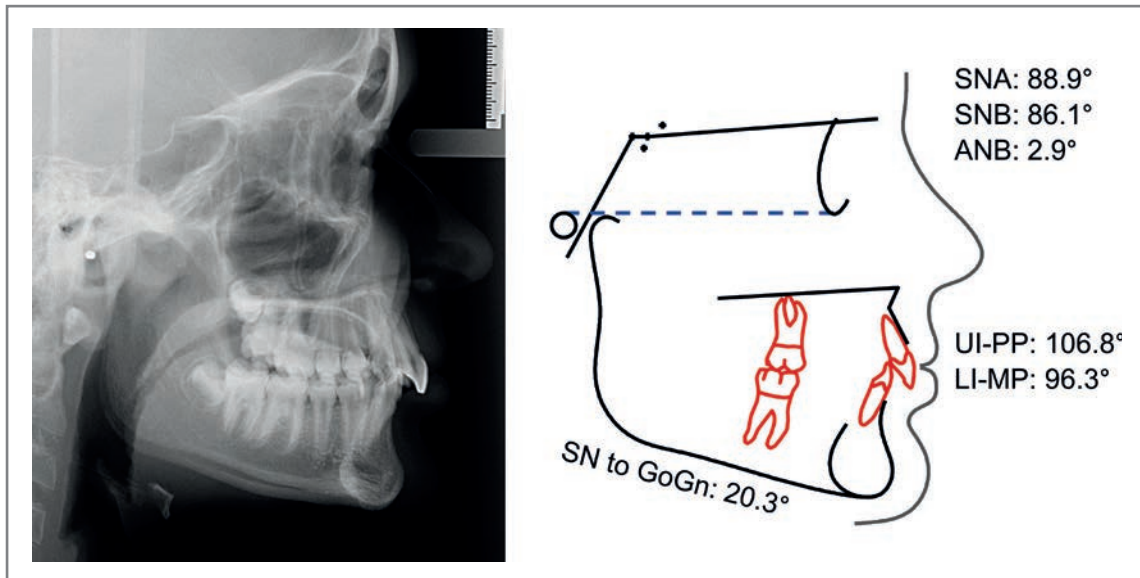 SNA: 88.9°
SNB: 86.1°
ANB: 2.9°
UI-PP: 106.8°
LI-MP: 96.3°
SN to GoGn: 20.3°